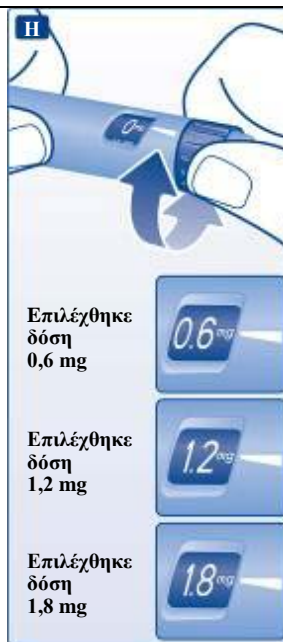 Η
0mg
Επιλέχθηκε
δόση
0,6 mg
0.6mg
Επιλέχθηκε
δόση
1,2 mg
1.2mg
Επιλέχθηκε
δόση
1,8 mg
1.8mg